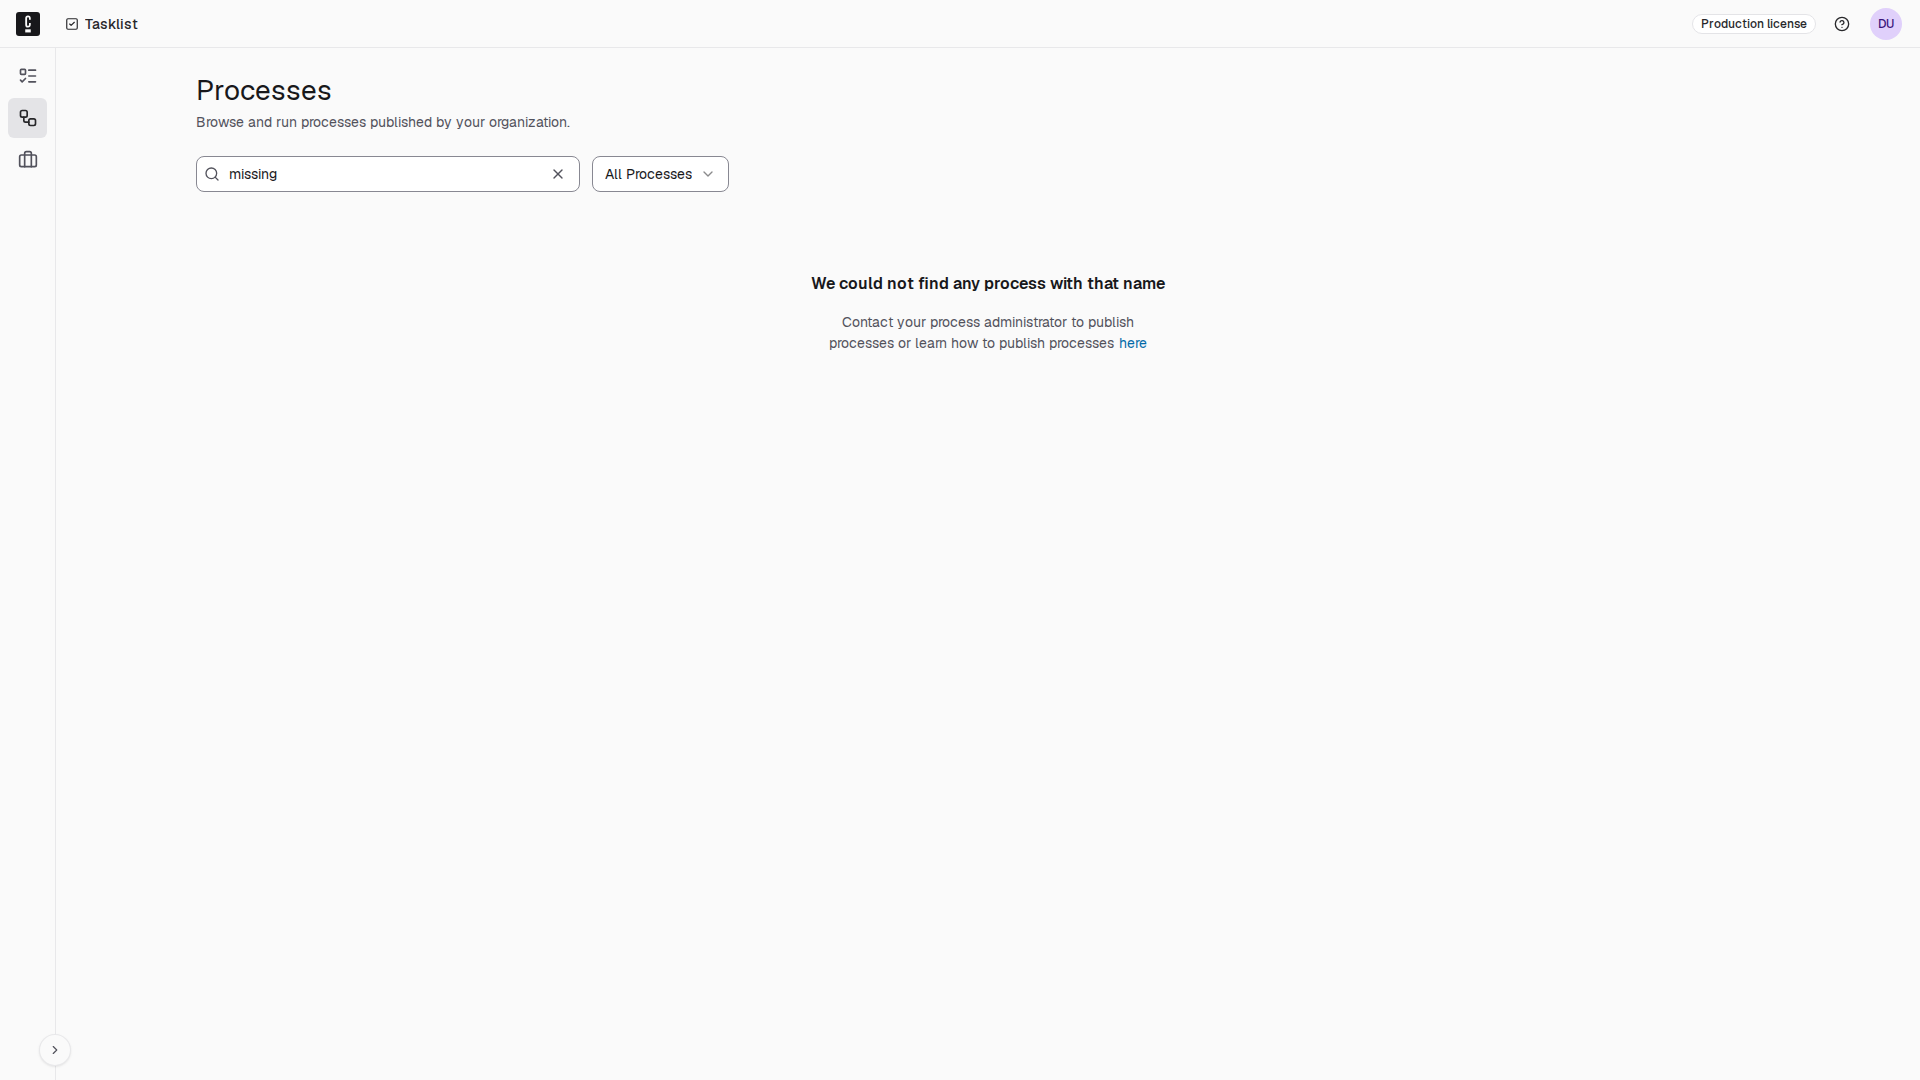 Tasklist
Production license
DU
Processes
Browse and run processes published by your organization.
missing
All Processes
We could not find any process with that name
Contact your process administrator to publish
processes or learn how to publish processes here